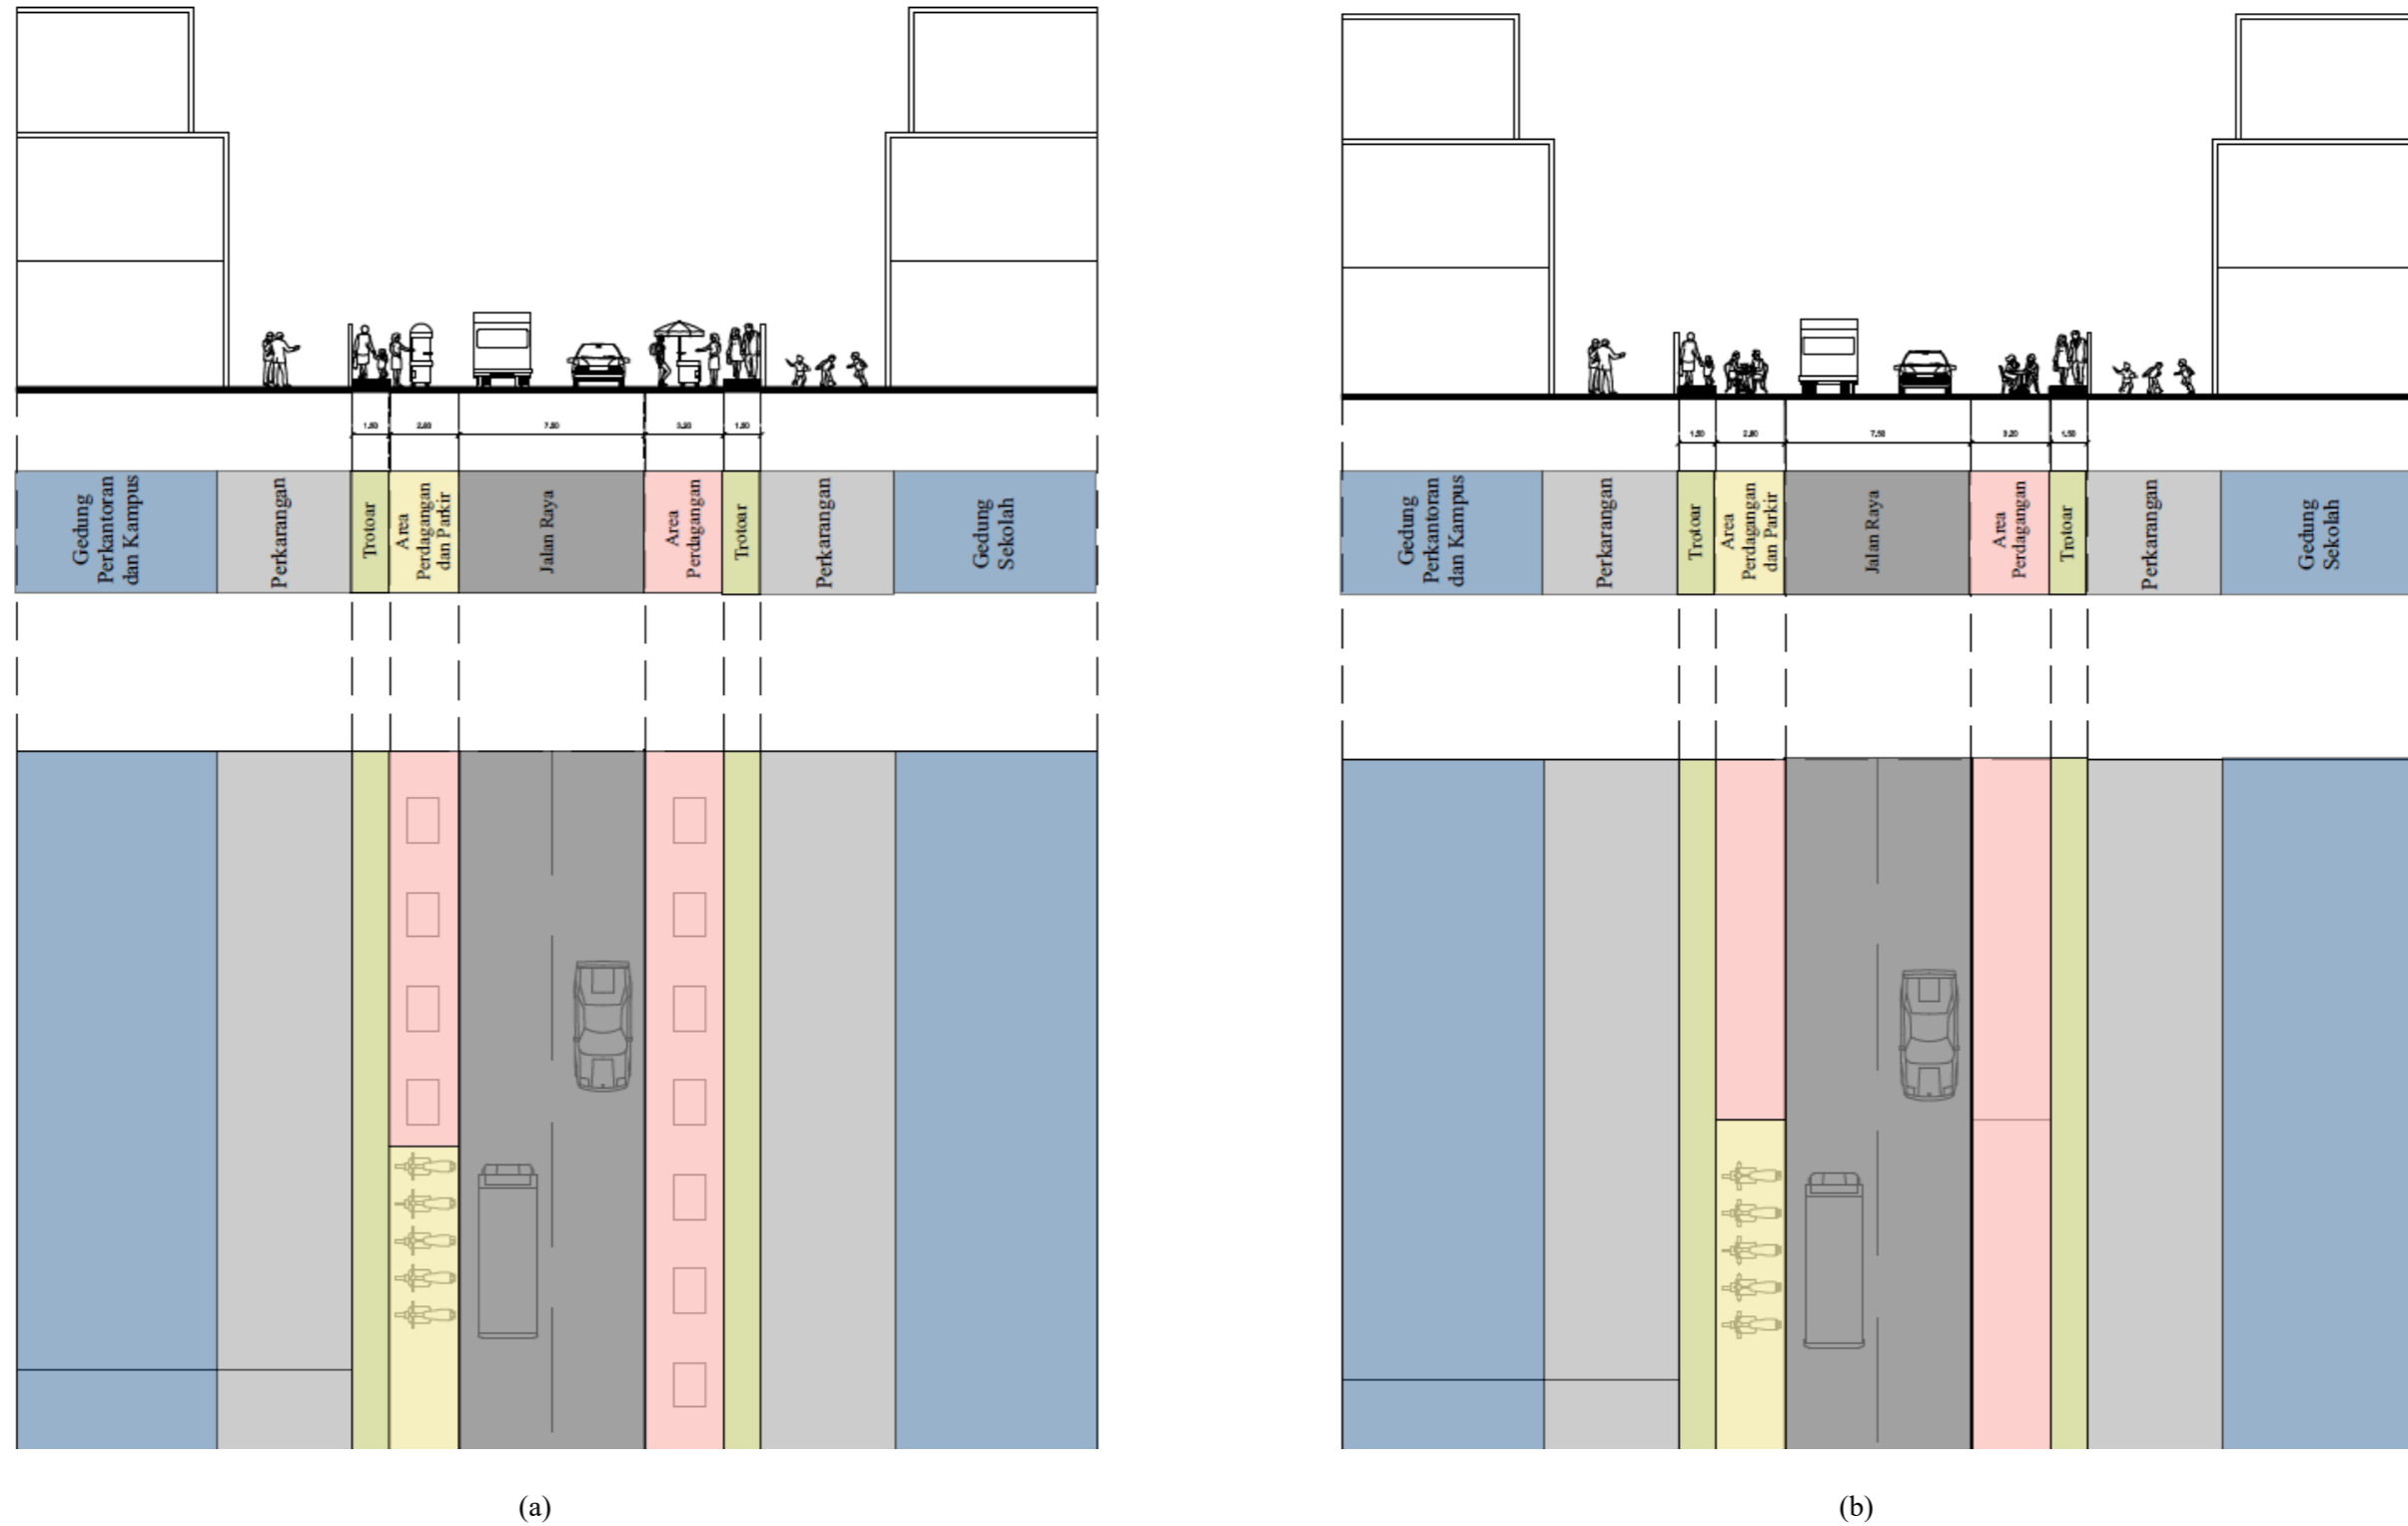 1.50 2.80 7.50 3.20 1.50
Gedung
Perkantoran
dan Kampus
Perkarangan
Trotoar
Area
Perdagangan
dan Parkir
Jalan Raya
Area
Perdagangan
Trotoar
Perkarangan
Gedung
Sekolah
(a)
1.50 2.80 7.50 3.20 1.50
Gedung
Perkantoran
dan Kampus
Perkarangan
Trotoar
Area
Perdagangan
dan Parkir
Jalan Raya
Area
Perdagangan
Trotoar
Perkarangan
Gedung
Sekolah
(b)